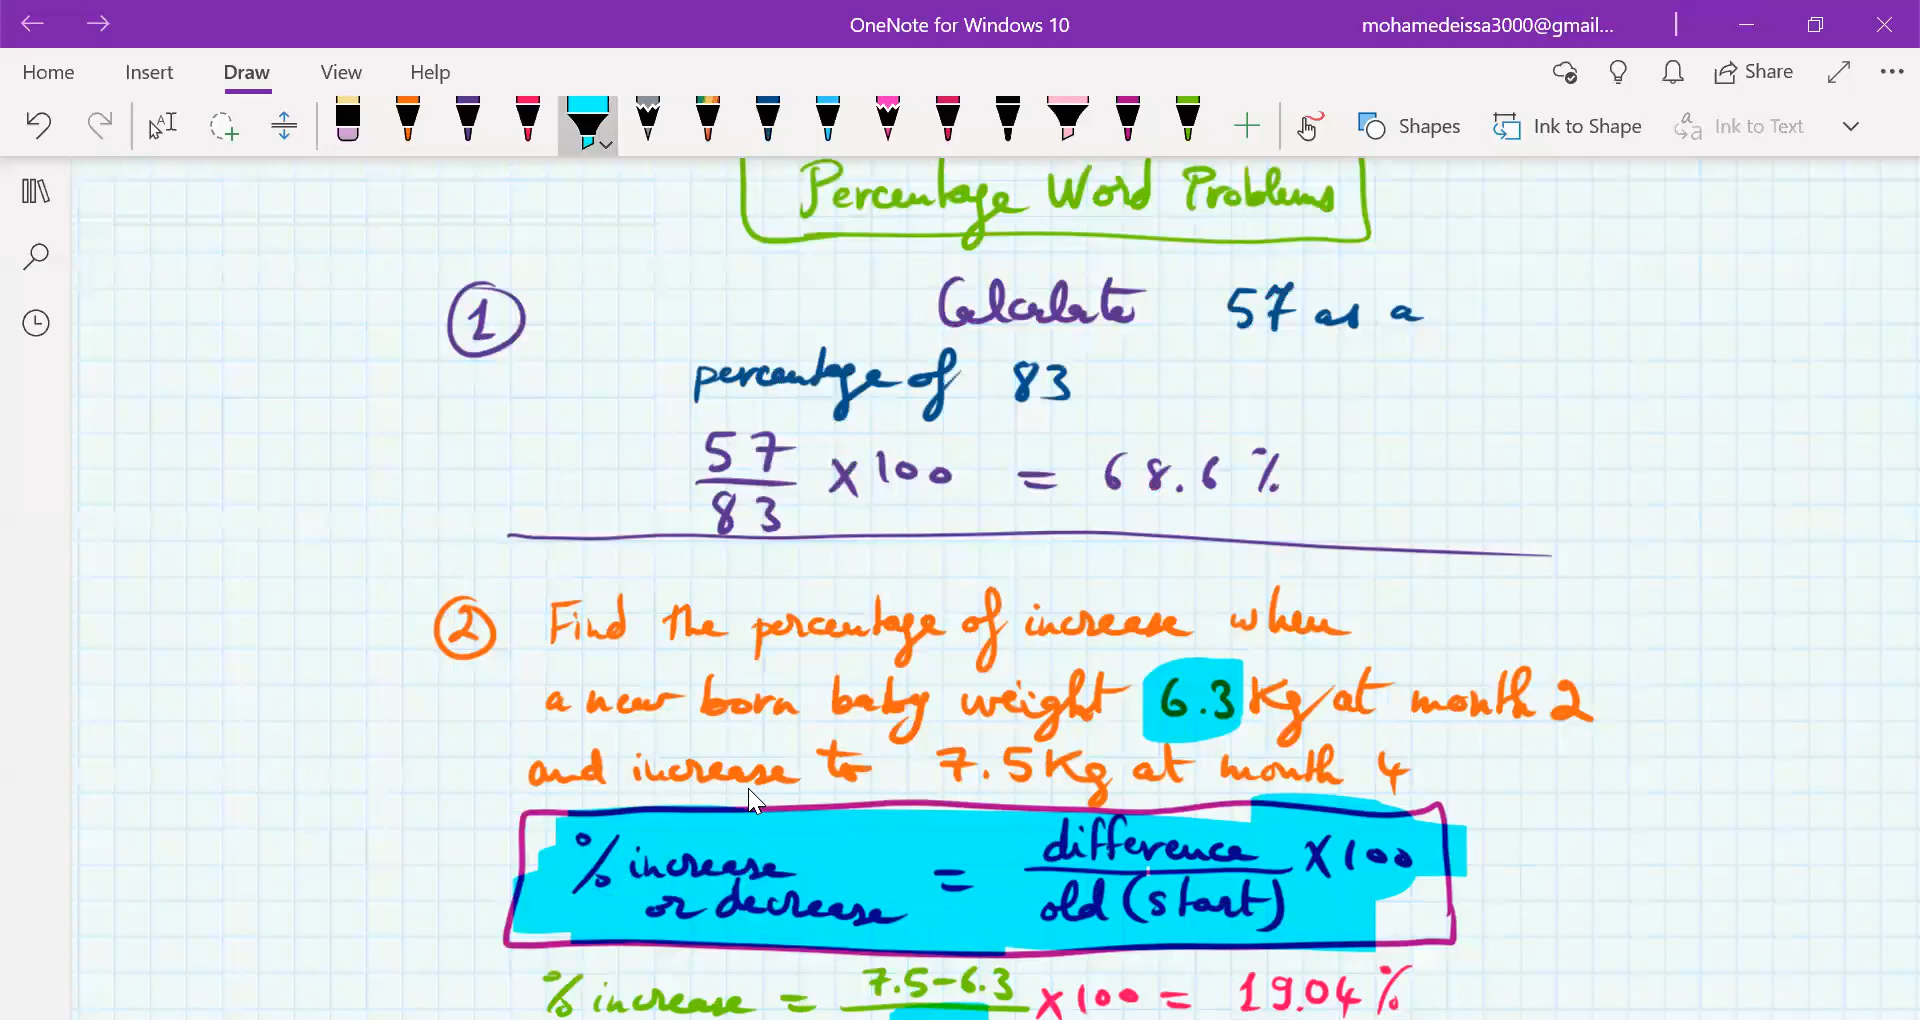 OneNote for Windows 10
mohamedeissa3000@gmail...
Home Insert Draw View Help
Share
Shapes Ink to Shape Ink to Text
Percentage Word Problems
1 Calculate 57 as a
percentage of 83
57
83 × 100 = 68.6 %
2 Find the percentage of increase when
a new born baby weight 6.3 Kg at month 2
and increase to 7.5 Kg at month 4
% increase or decrease = difference / old (start) × 100
% increase = 7.5-6.3 × 100 = 19.04 %